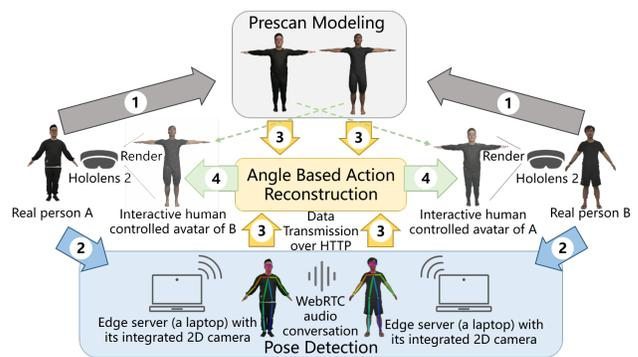 Prescan Modeling
1
1
3
3
Render
Hololens 2
4
Angle Based Action
Reconstruction
4
Render
Hololens 2
Real person A
Interactive human
controlled avatar of B
3
Data
Transmission
over HTTP
3
Interactive human
controlled avatar of A
Real person B
2
2
Edge server (a laptop) with
its integrated 2D camera
WebRTC
audio
conversation
Edge server (a laptop) with
its integrated 2D camera
Pose Detection